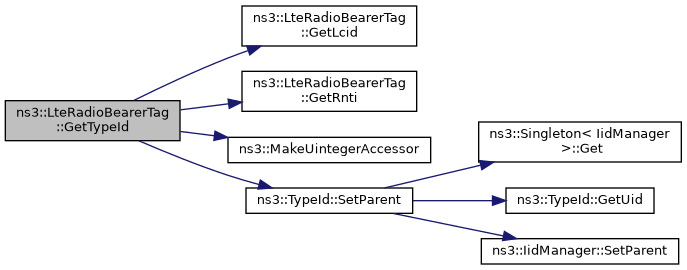 ns3::LteRadioBearerTag
::GetTypeId
ns3::LteRadioBearerTag
::GetLcid
ns3::LteRadioBearerTag
::GetRnti
ns3::MakeUintegerAccessor
ns3::TypeId::SetParent
ns3::Singleton< IidManager
>::Get
ns3::TypeId::GetUid
ns3::IidManager::SetParent